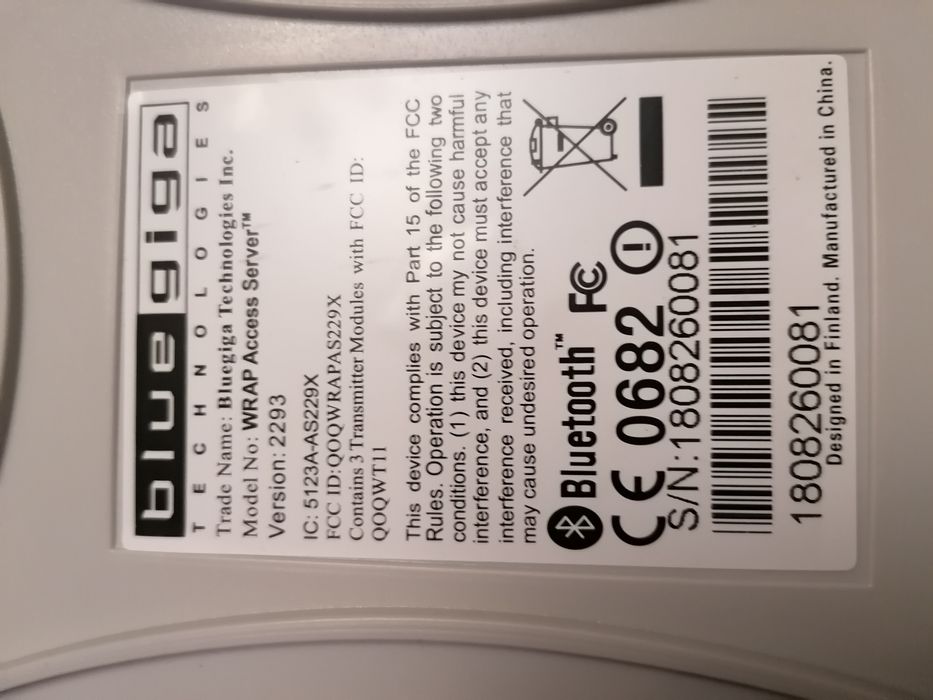 bluegiga
TECHNOLOGIES
Trade Name: Bluegiga Technologies Inc.
Model No: WRAP Access Server™
Version: 2293
IC: 5123A-AS229X
FCC ID:QOQWRAPAS229X
Contains 3 Transmitter Modules with FCC ID:
QOQWT11
This device complies with Part 15 of the FCC
Rules. Operation is subject to the following two
conditions. (1) this device my not cause harmful
interference, and (2) this device must accept any
interference received, including interference that
may cause undesired operation.
Bluetooth™ FC
CE 0682
S/N:1808260081
1808260081
Designed in Finland. Manufactured in China.